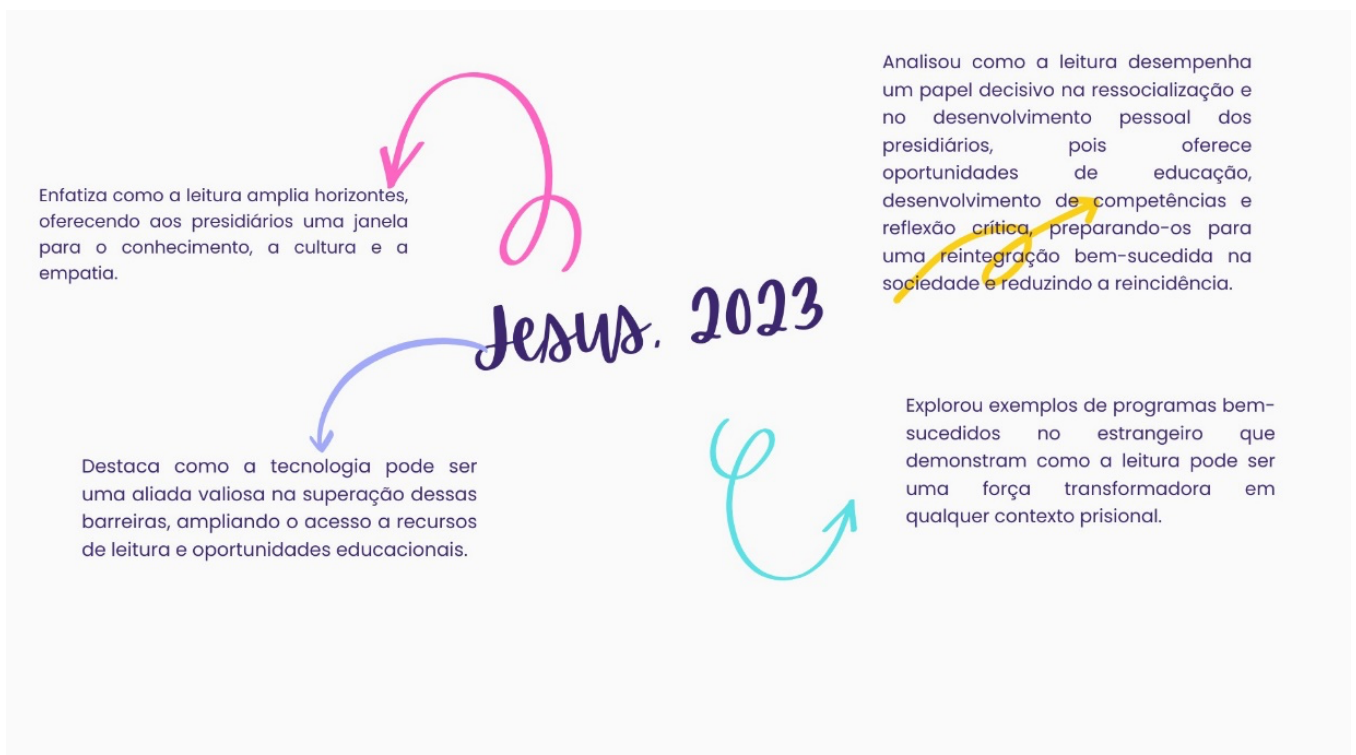 Analisou como a leitura desempenha
um papel decisivo na ressocialização e
no desenvolvimento pessoal dos
presidiários, pois oferece
oportunidades de educação,
desenvolvimento de competências e
reflexão crítica, preparando-os para
uma reintegração bem-sucedida na
sociedade e reduzindo a reincidência.
Enfatiza como a leitura amplia horizontes,
oferecendo aos presidiários uma janela
para o conhecimento, a cultura e a
empatia.
Jesus, 2023
Destaca como a tecnologia pode ser
uma aliada valiosa na superação dessas
barreiras, ampliando o acesso a recursos
de leitura e oportunidades educacionais.
Explorou exemplos de programas bem-
sucedidos no estrangeiro que
demonstram como a leitura pode ser
uma força transformadora em
qualquer contexto prisional.